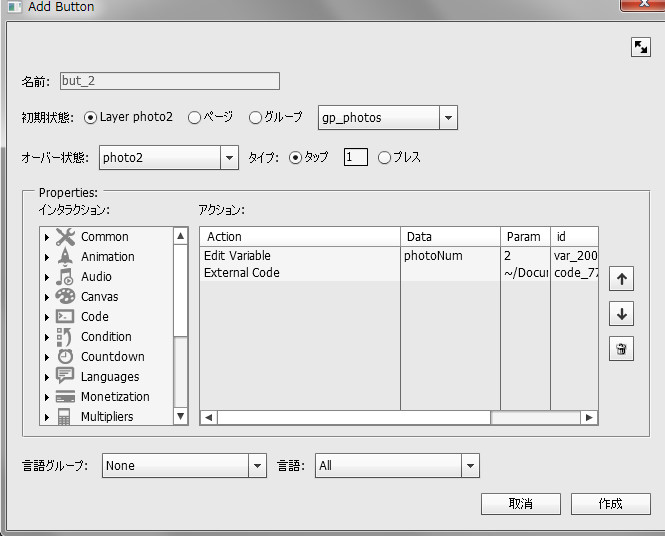 Add Button
名前: but_2
初期状態: Layer photo2 ページ グループ gp_photos
オーバー状態: photo2 タイプ: タップ 1 プレス
Properties:
インタラクション: アクション:
Common
Animation
Audio
Canvas
Code
Condition
Countdown
Languages
Monetization
Multipliers
Action Data Param id
Edit Variable photoNum 2 var_200
External Code ~/Docu code_77
言語グループ: None 言語: All
取消 作成